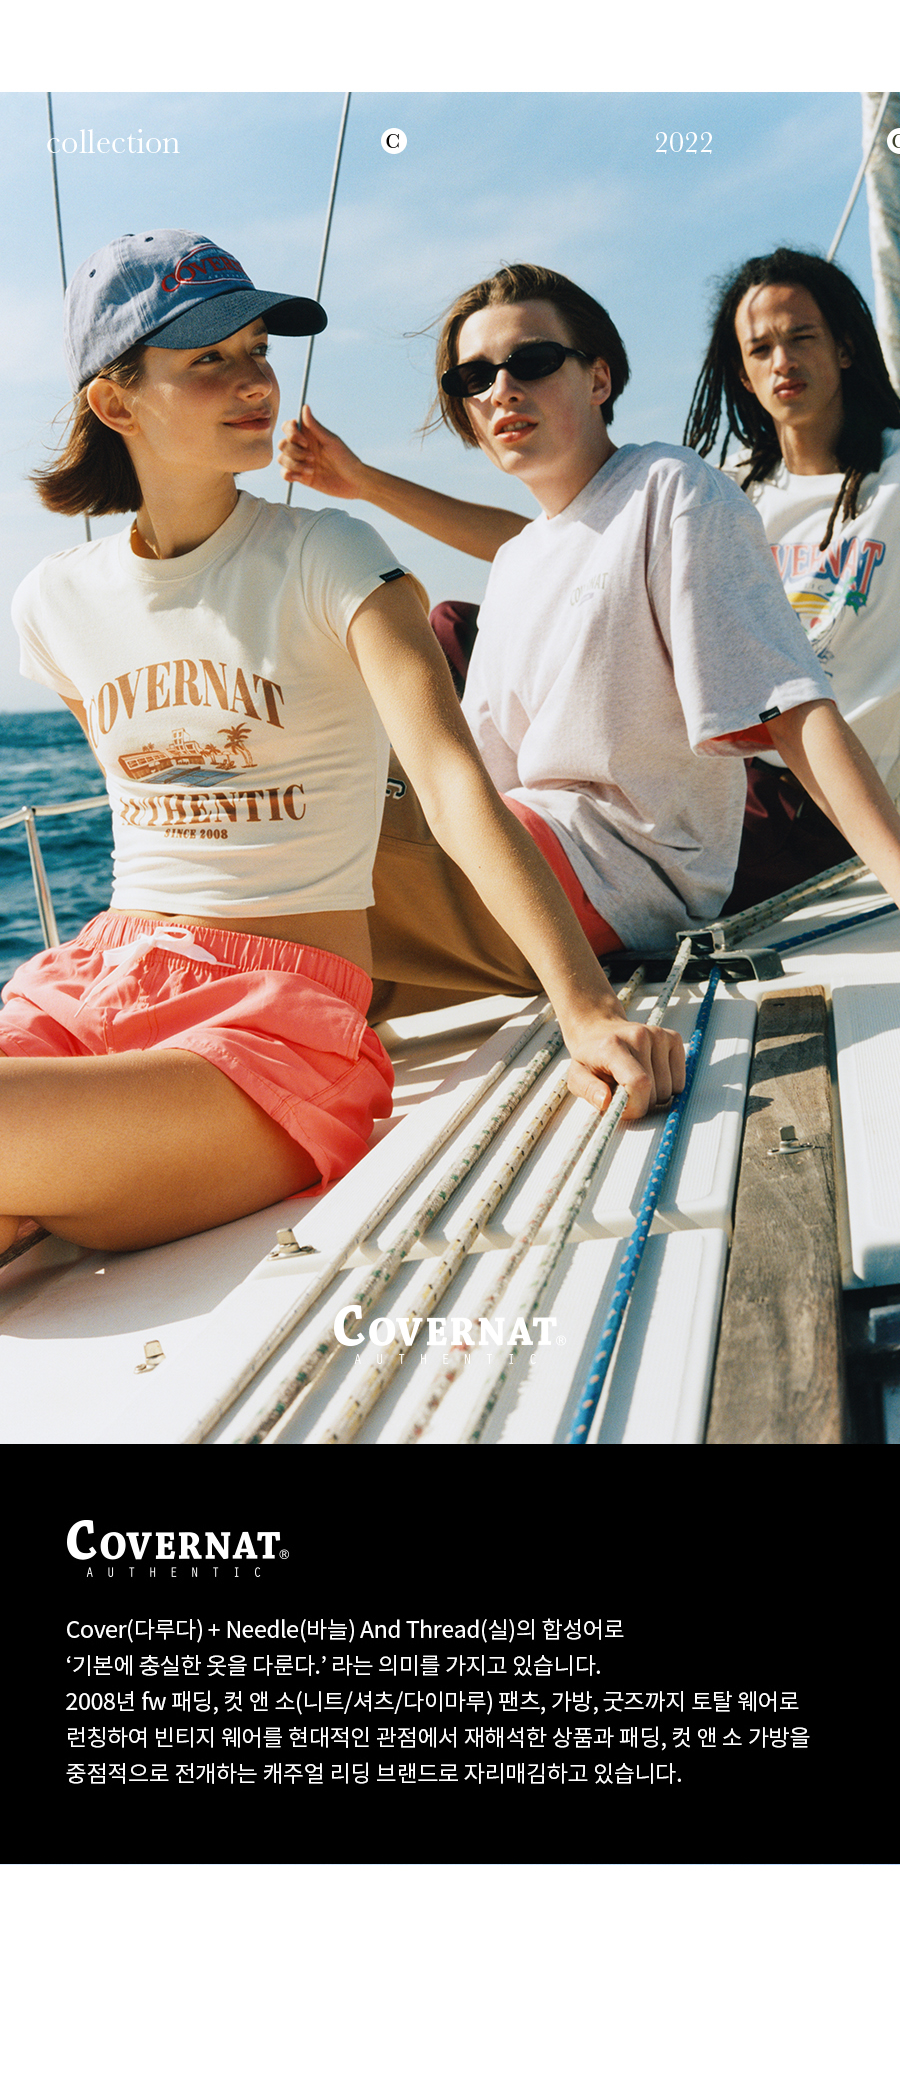 collection C 2022
COVERNAT
AUTHENTIC
SINCE 2008
COVERNAT®
AUTHENTIC
COVERNAT®
AUTHENTIC
Cover(다루다) + Needle(바늘) And Thread(실)의 합성어로
‘기본에 충실한 옷을 다룬다.’ 라는 의미를 가지고 있습니다.
2008년 fw 패딩, 컷 앤 소(니트/셔츠/다이마루) 팬츠, 가방, 굿즈까지 토탈 웨어로
런칭하여 빈티지 웨어를 현대적인 관점에서 재해석한 상품과 패딩, 컷 앤 소 가방을
중점적으로 전개하는 캐주얼 리딩 브랜드로 자리매김하고 있습니다.